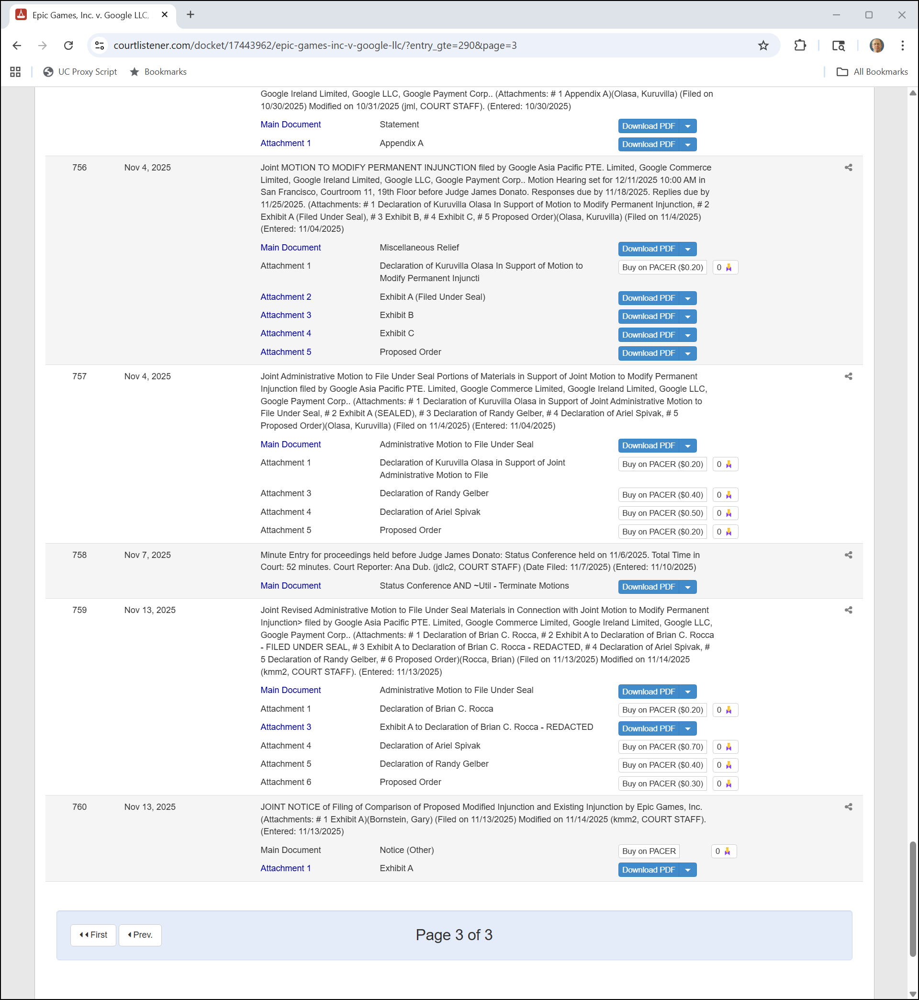 Epic Games, Inc. v. Google LLC,
courtlistener.com/docket/17443962/epic-games-inc-v-google-llc/?entry_gte=290&page=3
UC Proxy Script Bookmarks All Bookmarks
Google Ireland Limited, Google LLC, Google Payment Corp.. (Attachments: # 1 Appendix A)(Olasa, Kuruvilla) (Filed on
10/30/2025) Modified on 10/31/2025 (jml, COURT STAFF). (Entered: 10/30/2025)
Main Document Statement Download PDF
Attachment 1 Appendix A Download PDF
756 Nov 4, 2025 Joint MOTION TO MODIFY PERMANENT INJUNCTION filed by Google Asia Pacific PTE. Limited, Google Commerce
Limited, Google Ireland Limited, Google LLC, Google Payment Corp.. Motion Hearing set for 12/11/2025 10:00 AM in
San Francisco, Courtroom 11, 19th Floor before Judge James Donato. Responses due by 11/18/2025. Replies due by
11/25/2025. (Attachments: # 1 Declaration of Kuruvilla Olasa In Support of Motion to Modify Permanent Injunction, # 2
Exhibit A (Filed Under Seal), # 3 Exhibit B, # 4 Exhibit C, # 5 Proposed Order)(Olasa, Kuruvilla) (Filed on 11/4/2025)
(Entered: 11/04/2025)
Main Document Miscellaneous Relief Download PDF
Attachment 1 Declaration of Kuruvilla Olasa In Support of Motion to Buy on PACER ($0.20) 0
Modify Permanent Injuncti
Attachment 2 Exhibit A (Filed Under Seal) Download PDF
Attachment 3 Exhibit B Download PDF
Attachment 4 Exhibit C Download PDF
Attachment 5 Proposed Order Download PDF
757 Nov 4, 2025 Joint Administrative Motion to File Under Seal Portions of Materials in Support of Joint Motion to Modify Permanent
Injunction filed by Google Asia Pacific PTE. Limited, Google Commerce Limited, Google Ireland Limited, Google LLC,
Google Payment Corp.. (Attachments: # 1 Declaration of Kuruvilla Olasa in Support of Joint Administrative Motion to
File Under Seal, # 2 Exhibit A (SEALED), # 3 Declaration of Randy Gelber, # 4 Declaration of Ariel Spivak, # 5
Proposed Order)(Olasa, Kuruvilla) (Filed on 11/4/2025) (Entered: 11/04/2025)
Main Document Administrative Motion to File Under Seal Download PDF
Attachment 1 Declaration of Kuruvilla Olasa in Support of Joint Buy on PACER ($0.20) 0
Administrative Motion to File
Attachment 3 Declaration of Randy Gelber Buy on PACER ($0.40) 0
Attachment 4 Declaration of Ariel Spivak Buy on PACER ($0.50) 0
Attachment 5 Proposed Order Buy on PACER ($0.20) 0
758 Nov 7, 2025 Minute Entry for proceedings held before Judge James Donato: Status Conference held on 11/6/2025. Total Time in
Court: 52 minutes. Court Reporter: Ana Dub. (jdlc2, COURT STAFF) (Date Filed: 11/7/2025) (Entered: 11/10/2025)
Main Document Status Conference AND ~Util - Terminate Motions Download PDF
759 Nov 13, 2025 Joint Revised Administrative Motion to File Under Seal Materials in Connection with Joint Motion to Modify Permanent
Injunction> filed by Google Asia Pacific PTE. Limited, Google Commerce Limited, Google Ireland Limited, Google LLC,
Google Payment Corp.. (Attachments: # 1 Declaration of Brian C. Rocca, # 2 Exhibit A to Declaration of Brian C. Rocca
- FILED UNDER SEAL, # 3 Exhibit A to Declaration of Brian C. Rocca - REDACTED, # 4 Declaration of Ariel Spivak, #
5 Declaration of Randy Gelber, # 6 Proposed Order)(Rocca, Brian) (Filed on 11/13/2025) Modified on 11/14/2025
(kmm2, COURT STAFF). (Entered: 11/13/2025)
Main Document Administrative Motion to File Under Seal Download PDF
Attachment 1 Declaration of Brian C. Rocca Buy on PACER ($0.20) 0
Attachment 3 Exhibit A to Declaration of Brian C. Rocca - REDACTED Download PDF
Attachment 4 Declaration of Ariel Spivak Buy on PACER ($0.70) 0
Attachment 5 Declaration of Randy Gelber Buy on PACER ($0.40) 0
Attachment 6 Proposed Order Buy on PACER ($0.30) 0
760 Nov 13, 2025 JOINT NOTICE of Filing of Comparison of Proposed Modified Injunction and Existing Injunction by Epic Games, Inc.
(Attachments: # 1 Exhibit A)(Bornstein, Gary) (Filed on 11/13/2025) Modified on 11/14/2025 (kmm2, COURT STAFF).
(Entered: 11/13/2025)
Main Document Notice (Other) Buy on PACER 0
Attachment 1 Exhibit A Download PDF
First Prev. Page 3 of 3